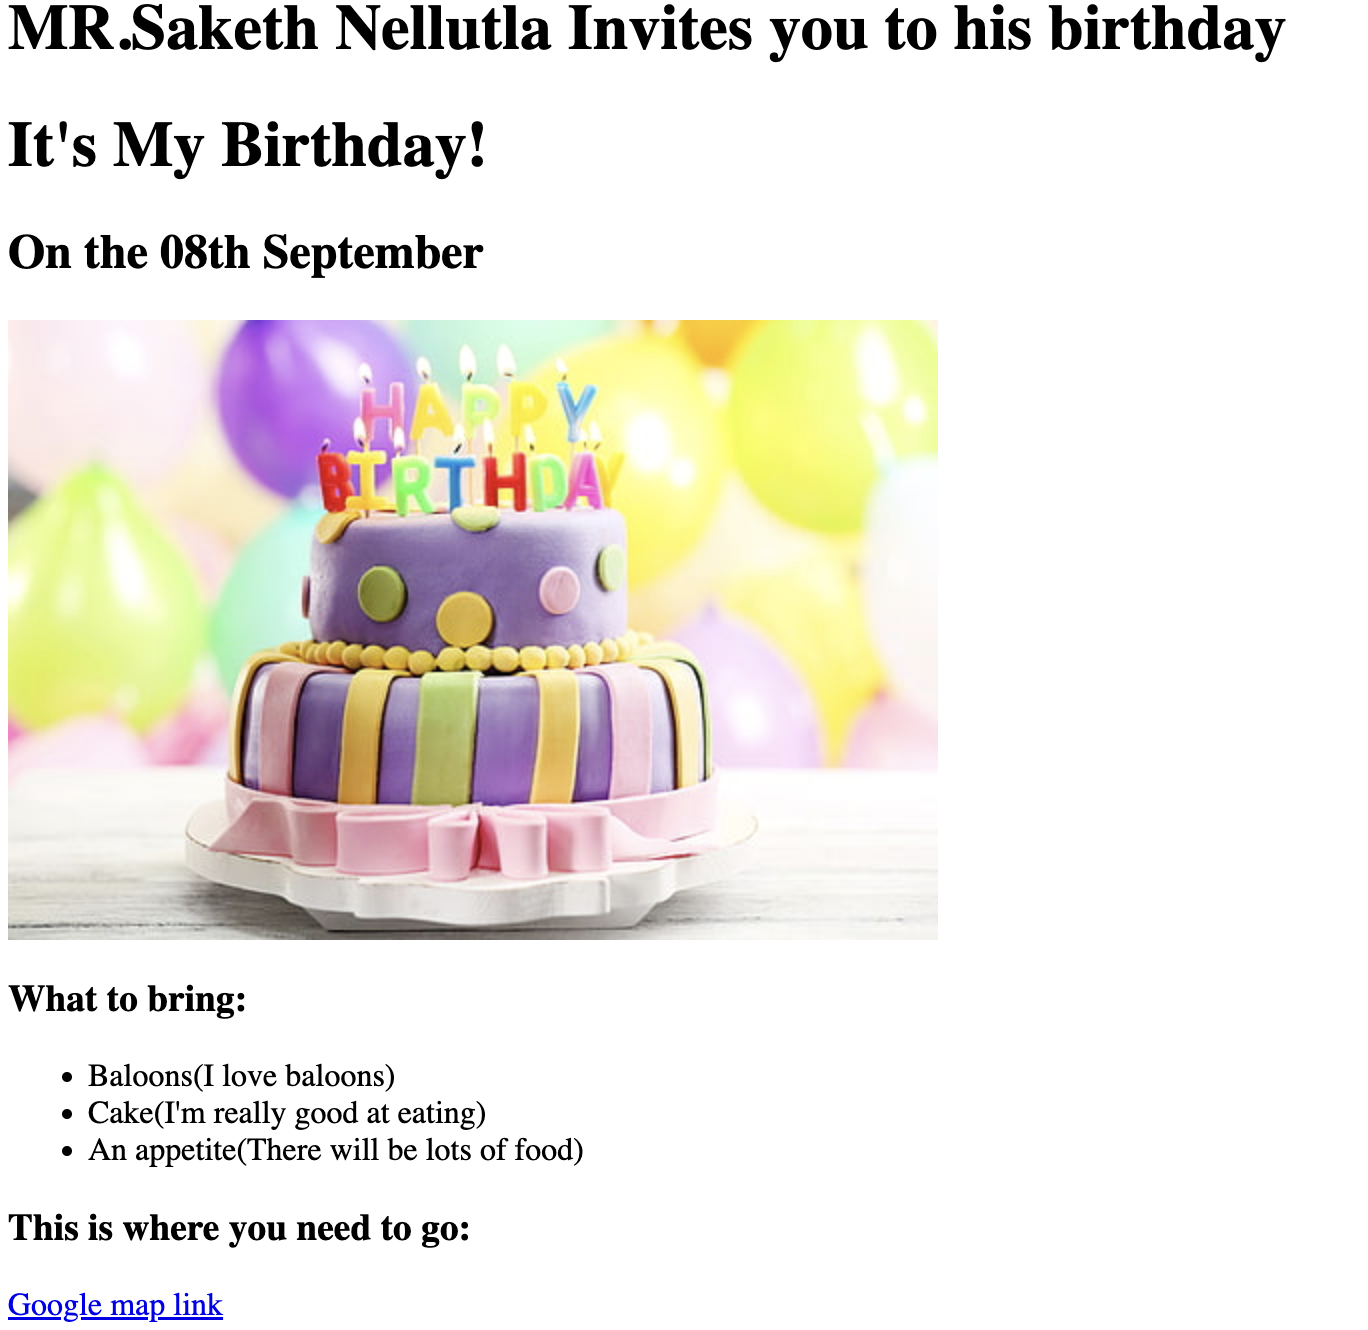 MR.Saketh Nellutla Invites you to his birthday
It's My Birthday!
On the 08th September
HAPPY
BIRTHDAY
What to bring:
Baloons(I love baloons)
Cake(I'm really good at eating)
An appetite(There will be lots of food)
This is where you need to go:
Google map link